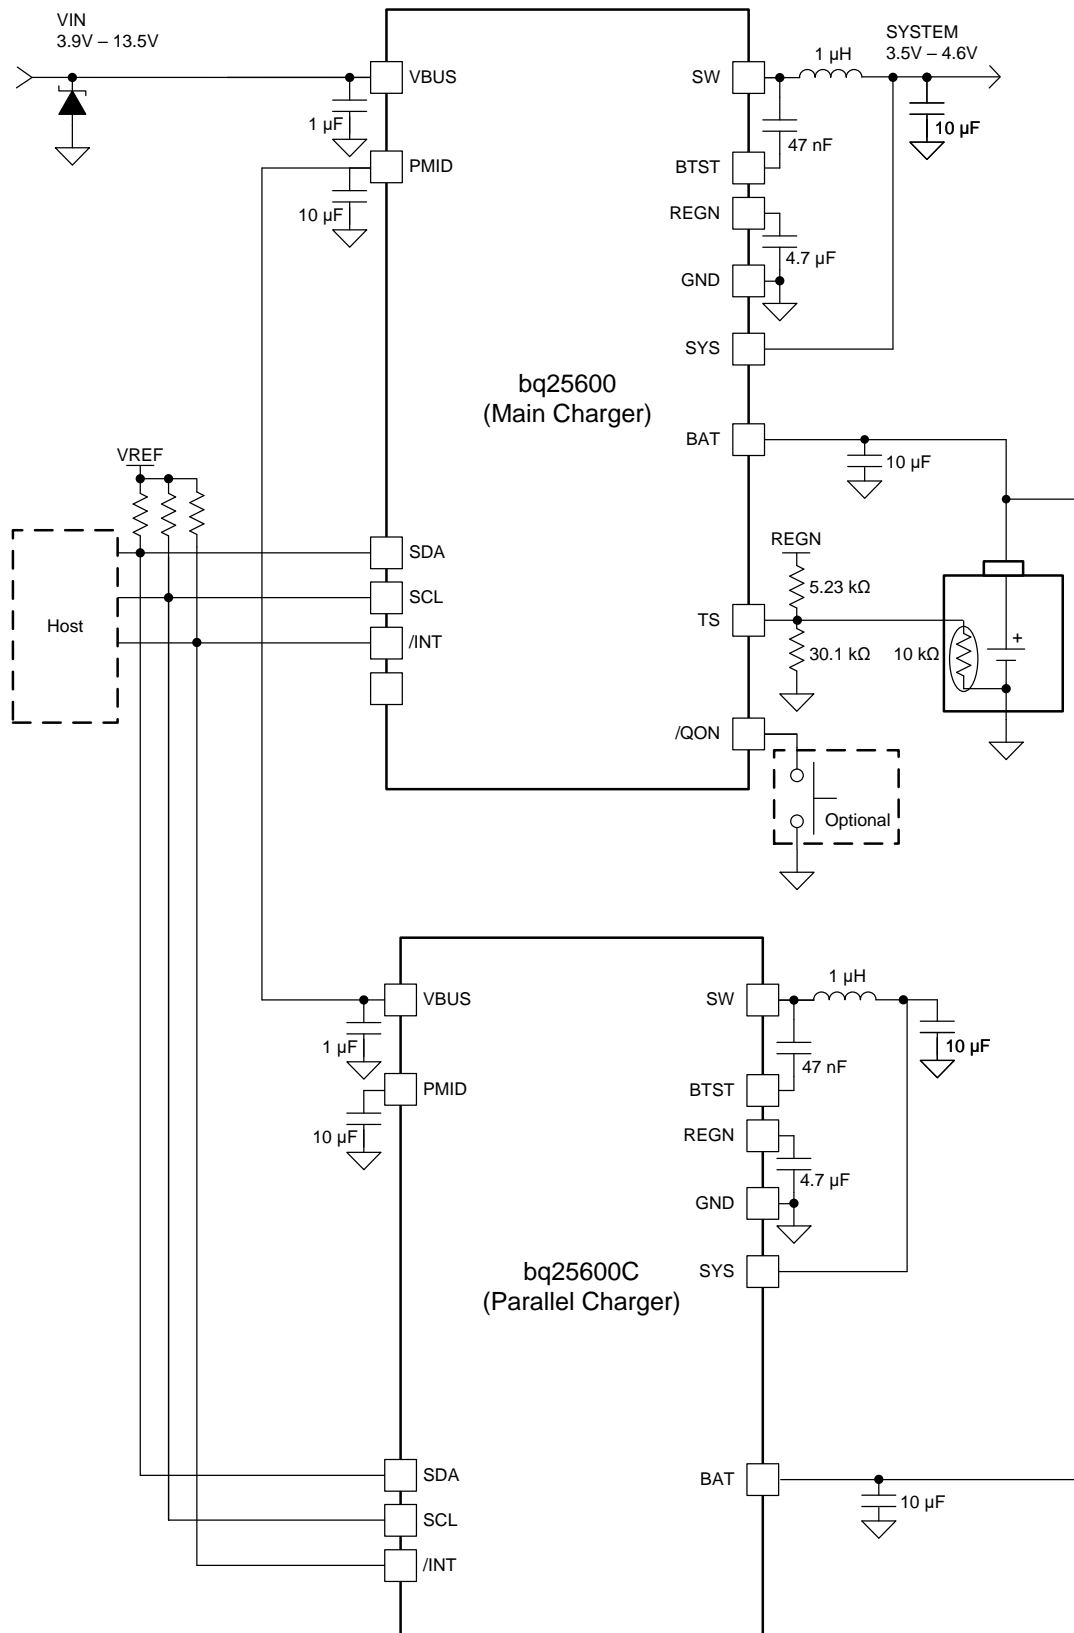 VIN
3.9V – 13.5V
SYSTEM
3.5V – 4.6V
VBUS
SW
1 µH
1 µF
10 µF
47 nF
PMID
BTST
10 µF
REGN
4.7 µF
GND
SYS
bq25600
(Main Charger)
BAT
10 µF
VREF
SDA
REGN
5.23 kΩ
SCL
TS
Host
/INT
30.1 kΩ
10 kΩ
+
/QON
Optional
VBUS
SW
1 µH
1 µF
10 µF
47 nF
PMID
BTST
10 µF
REGN
4.7 µF
GND
SYS
bq25600C
(Parallel Charger)
SDA
BAT
10 µF
SCL
/INT